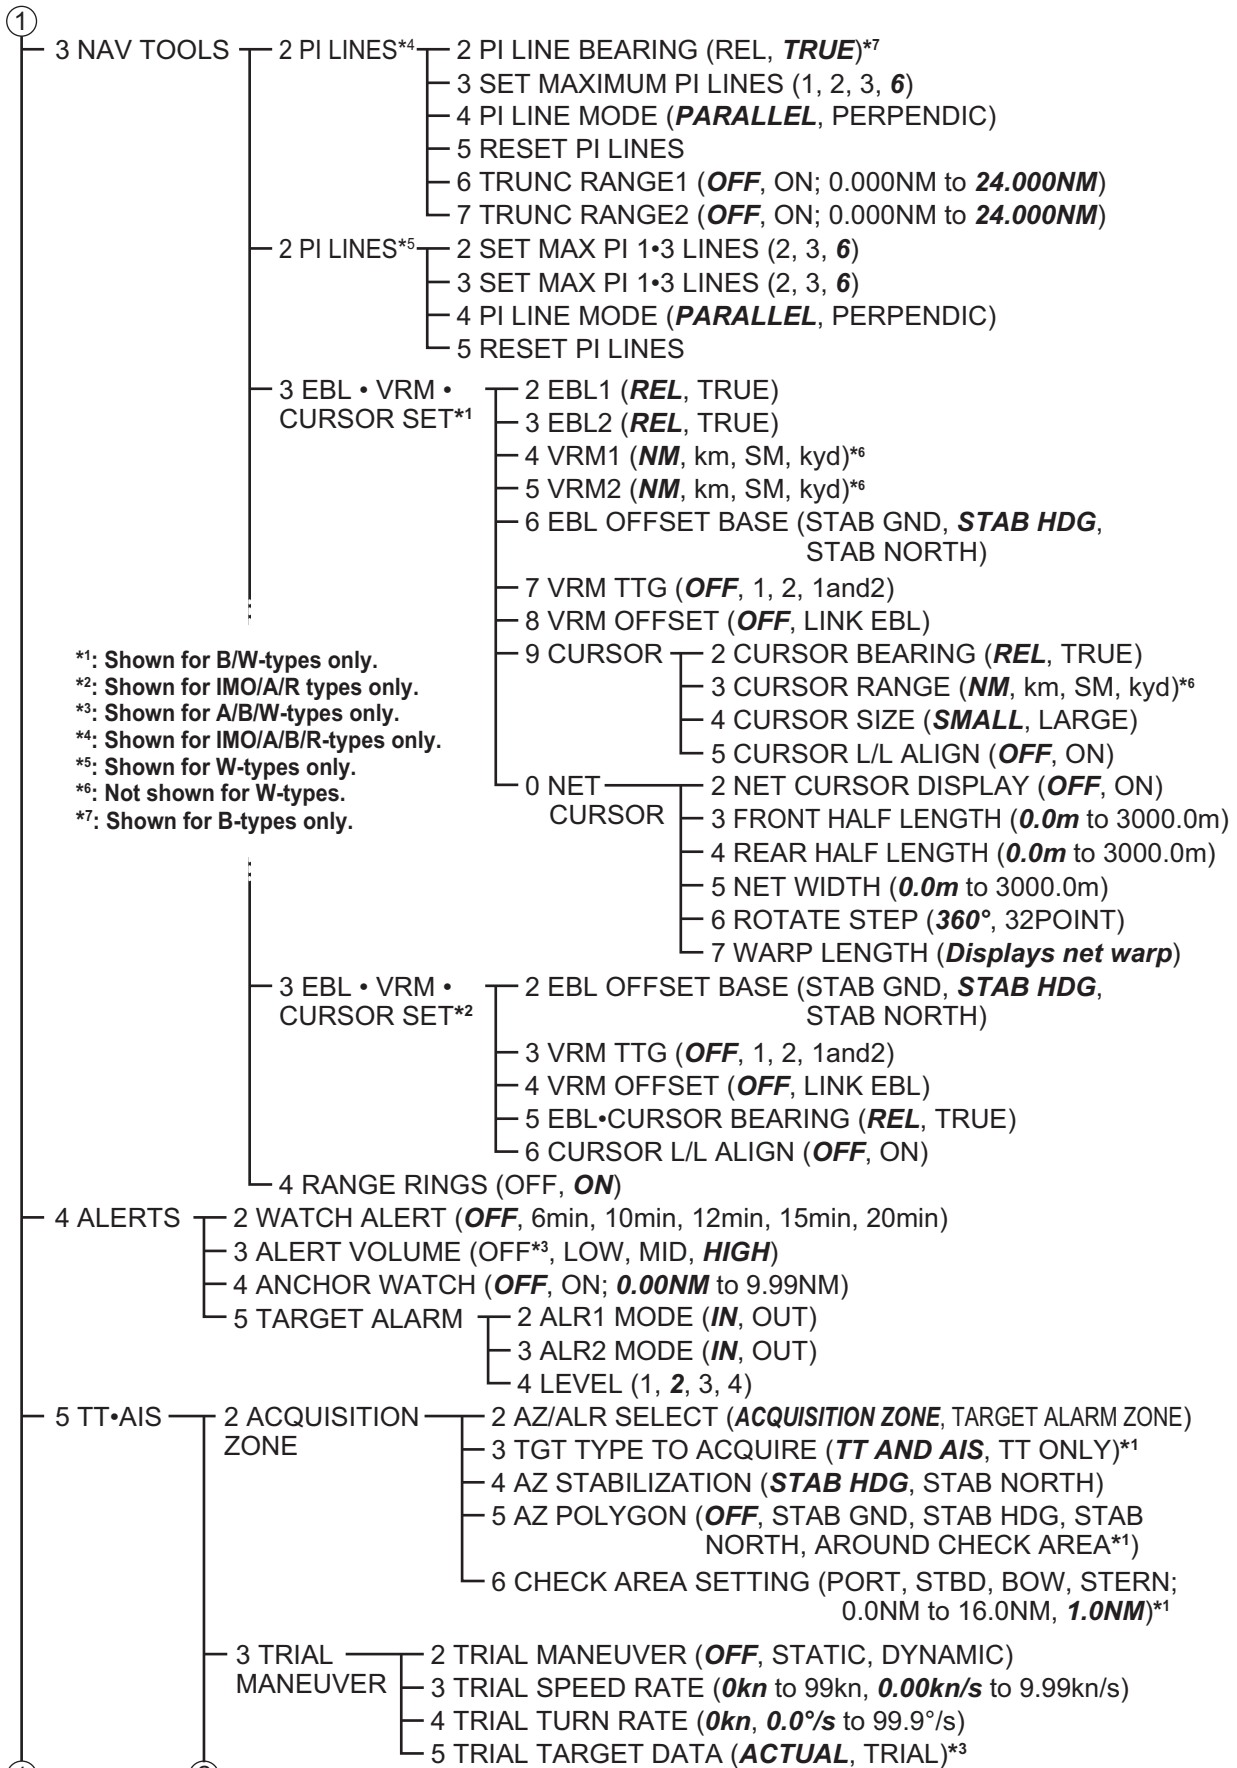 1
3 NAV TOOLS
2 PI LINES*4
2 PI LINE BEARING (REL, TRUE)*7
3 SET MAXIMUM PI LINES (1, 2, 3, 6)
4 PI LINE MODE (PARALLEL, PERPENDIC)
5 RESET PI LINES
6 TRUNC RANGE1 (OFF, ON; 0.000NM to 24.000NM)
7 TRUNC RANGE2 (OFF, ON; 0.000NM to 24.000NM)
2 PI LINES*5
2 SET MAX PI 1•3 LINES (2, 3, 6)
3 SET MAX PI 1•3 LINES (2, 3, 6)
4 PI LINE MODE (PARALLEL, PERPENDIC)
5 RESET PI LINES
3 EBL • VRM •
CURSOR SET*1
2 EBL1 (REL, TRUE)
3 EBL2 (REL, TRUE)
4 VRM1 (NM, km, SM, kyd)*6
5 VRM2 (NM, km, SM, kyd)*6
6 EBL OFFSET BASE (STAB GND, STAB HDG,
STAB NORTH)
7 VRM TTG (OFF, 1, 2, 1and2)
8 VRM OFFSET (OFF, LINK EBL)
9 CURSOR
2 CURSOR BEARING (REL, TRUE)
3 CURSOR RANGE (NM, km, SM, kyd)*6
4 CURSOR SIZE (SMALL, LARGE)
5 CURSOR L/L ALIGN (OFF, ON)
0 NET
CURSOR
2 NET CURSOR DISPLAY (OFF, ON)
3 FRONT HALF LENGTH (0.0m to 3000.0m)
4 REAR HALF LENGTH (0.0m to 3000.0m)
5 NET WIDTH (0.0m to 3000.0m)
6 ROTATE STEP (360°, 32POINT)
7 WARP LENGTH (Displays net warp)
*1: Shown for B/W-types only.
*2: Shown for IMO/A/R types only.
*3: Shown for A/B/W-types only.
*4: Shown for IMO/A/B/R-types only.
*5: Shown for W-types only.
*6: Not shown for W-types.
*7: Shown for B-types only.
3 EBL • VRM •
CURSOR SET*2
2 EBL OFFSET BASE (STAB GND, STAB HDG,
STAB NORTH)
3 VRM TTG (OFF, 1, 2, 1and2)
4 VRM OFFSET (OFF, LINK EBL)
5 EBL•CURSOR BEARING (REL, TRUE)
6 CURSOR L/L ALIGN (OFF, ON)
4 RANGE RINGS (OFF, ON)
4 ALERTS
2 WATCH ALERT (OFF, 6min, 10min, 12min, 15min, 20min)
3 ALERT VOLUME (OFF*3, LOW, MID, HIGH)
4 ANCHOR WATCH (OFF, ON; 0.00NM to 9.99NM)
5 TARGET ALARM
2 ALR1 MODE (IN, OUT)
3 ALR2 MODE (IN, OUT)
4 LEVEL (1, 2, 3, 4)
5 TT•AIS
2 ACQUISITION
ZONE
2 AZ/ALR SELECT (ACQUISITION ZONE, TARGET ALARM ZONE)
3 TGT TYPE TO ACQUIRE (TT AND AIS, TT ONLY)*1
4 AZ STABILIZATION (STAB HDG, STAB NORTH)
5 AZ POLYGON (OFF, STAB GND, STAB HDG, STAB
NORTH, AROUND CHECK AREA*1)
6 CHECK AREA SETTING (PORT, STBD, BOW, STERN;
0.0NM to 16.0NM, 1.0NM)*1
3 TRIAL
MANEUVER
2 TRIAL MANEUVER (OFF, STATIC, DYNAMIC)
3 TRIAL SPEED RATE (0kn to 99kn, 0.00kn/s to 9.99kn/s)
4 TRIAL TURN RATE (0kn, 0.0°/s to 99.9°/s)
5 TRIAL TARGET DATA (ACTUAL, TRIAL)*3